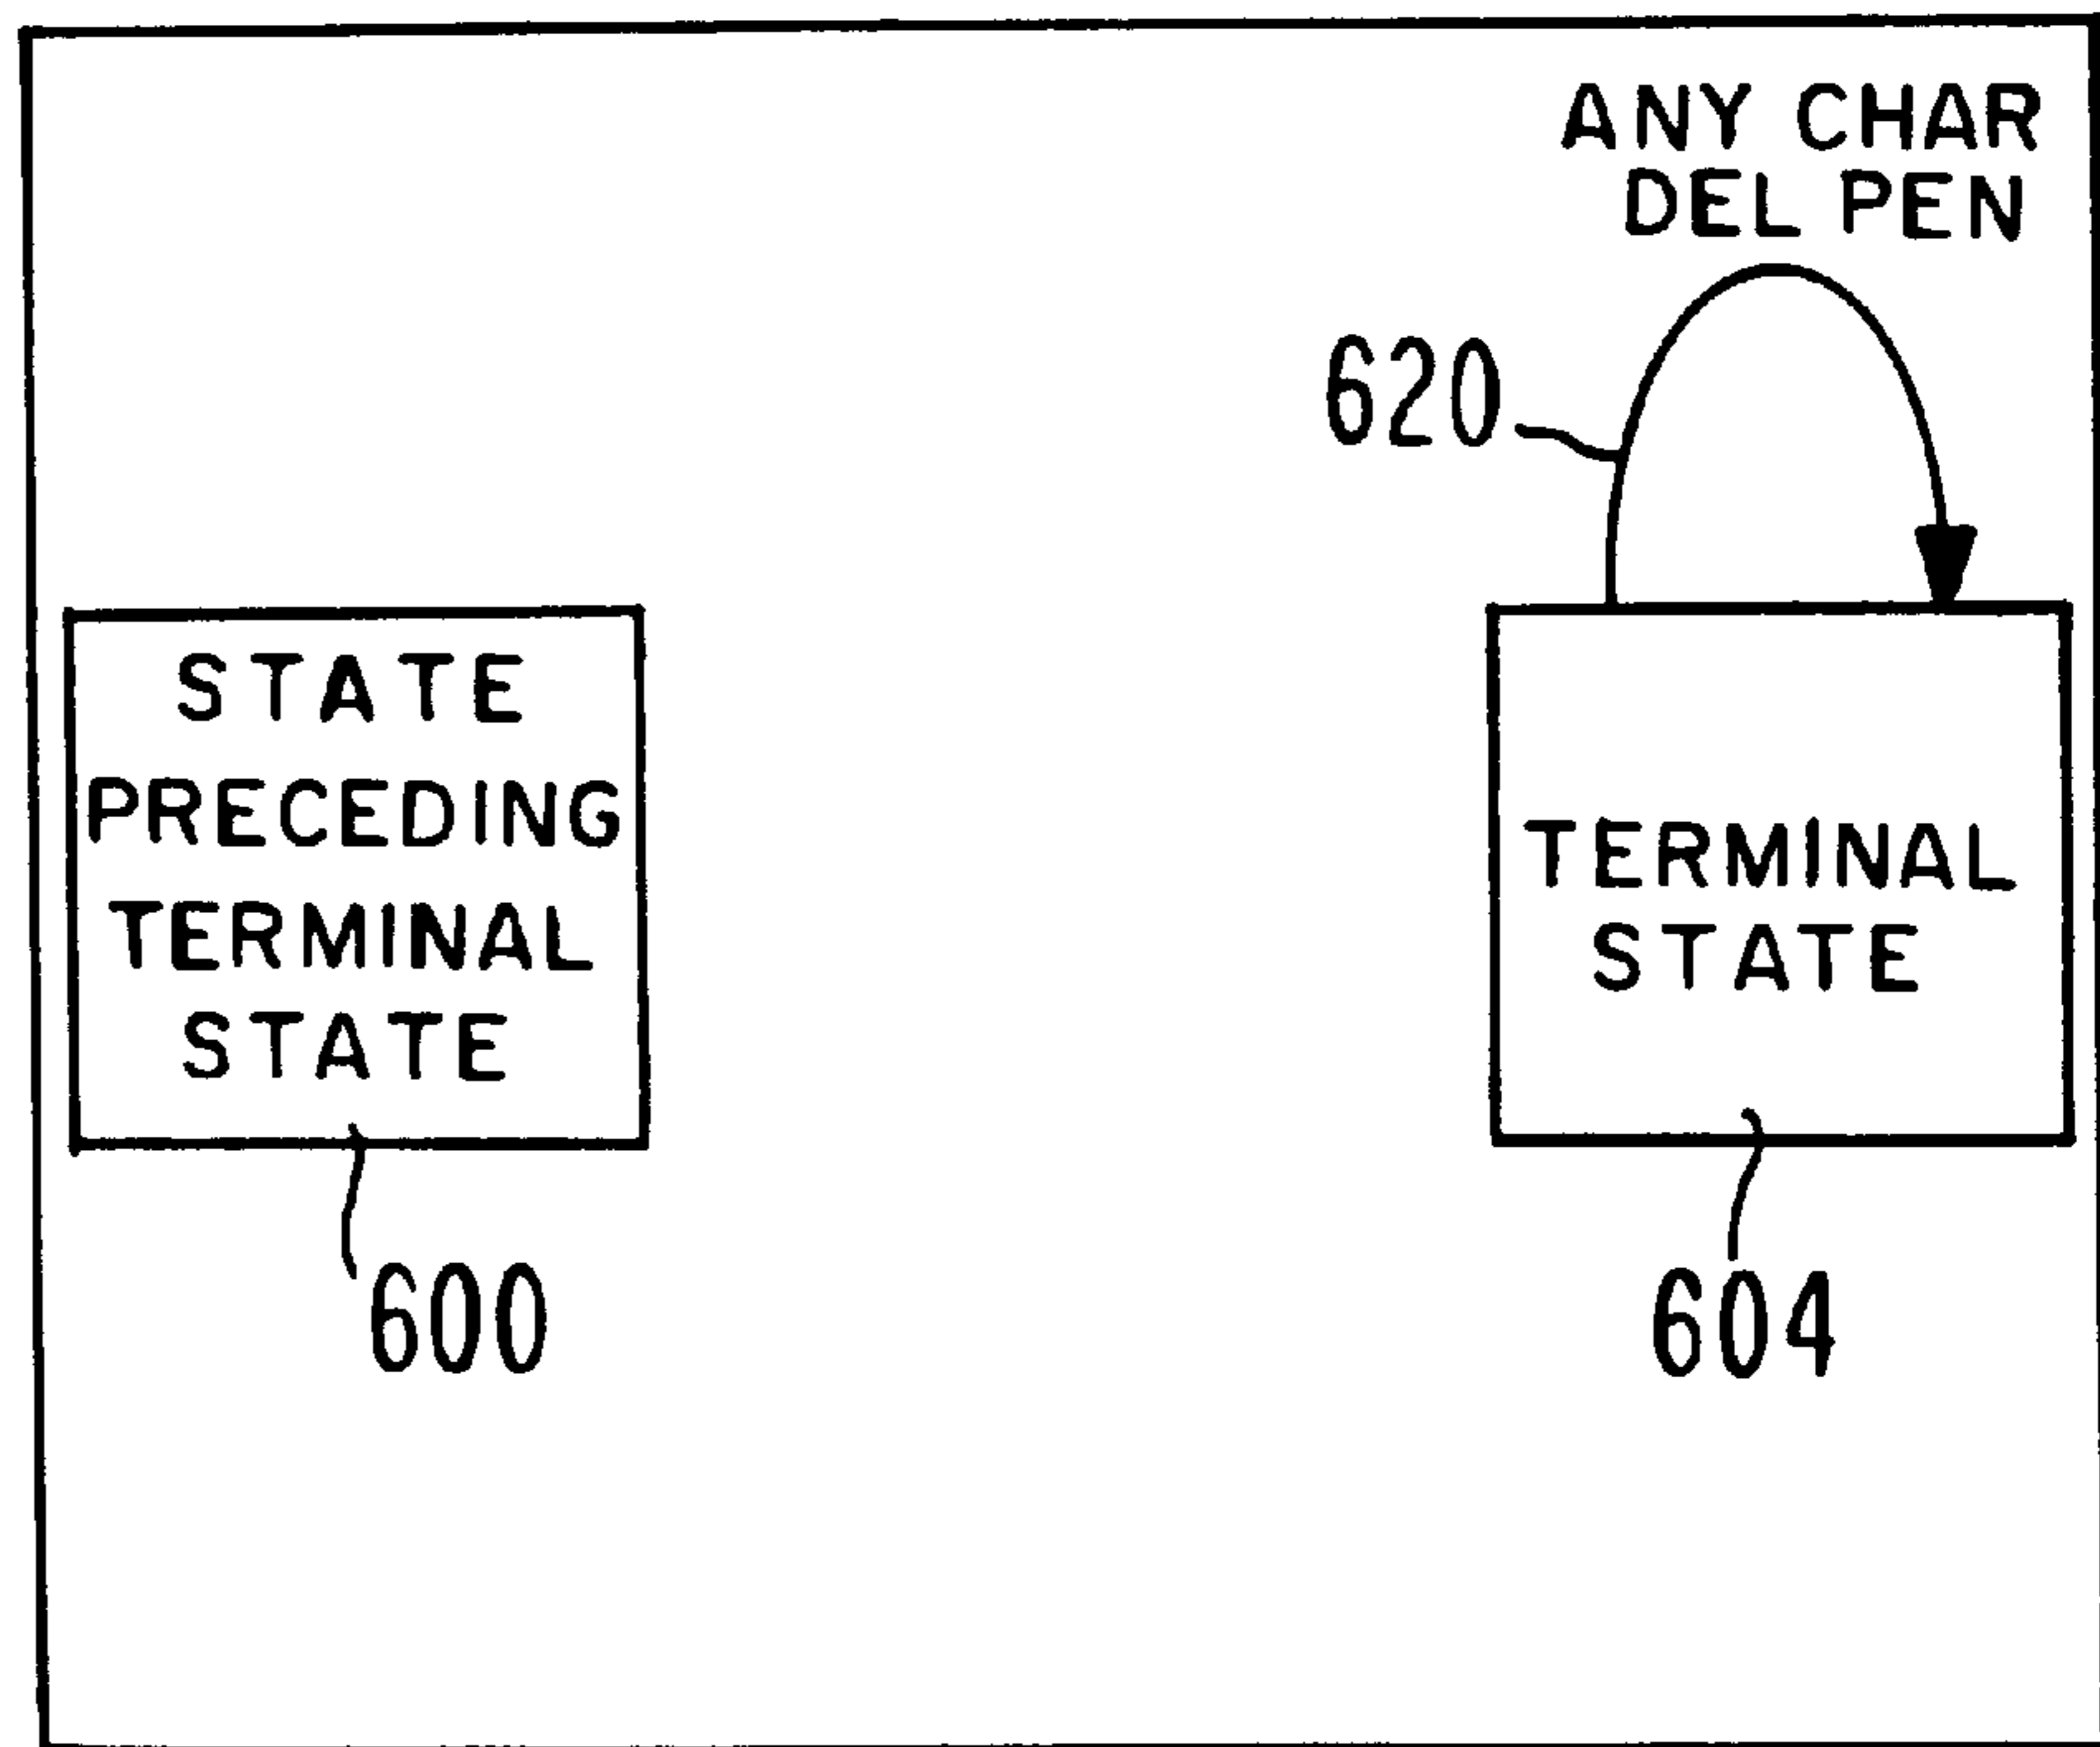 ANY CHAR
DEL PEN
620
STATE
PRECEDING
TERMINAL
STATE
600
TERMINAL
STATE
604